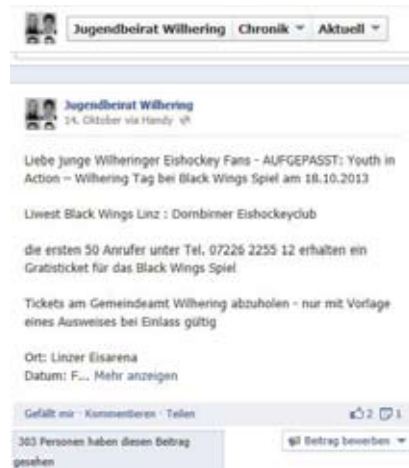 Jugendbeirat Wilhering Chronik Aktuell
Jugendbeirat Wilhering
14. Oktober via Handy
Liebe junge Wilheringer Eishockey Fans - AUFGEPASST: Youth in
Action – Wilhering Tag bei Black Wings Spiel am 18.10.2013
Liwest Black Wings Linz : Dornbirner Eishockeyclub
die ersten 50 Anrufer unter Tel. 07226 2255 12 erhalten ein
Gratisticket für das Black Wings Spiel
Tickets am Gemeindeamt Wilhering abzuholen - nur mit Vorlage
eines Ausweises bei Einlass gültig
Ort: Linzer Eisarena
Datum: F... Mehr anzeigen
Gefällt mir · Kommentieren · Teilen 2 1
303 Personen haben diesen Beitrag
gesehen
Beitrag bewerben